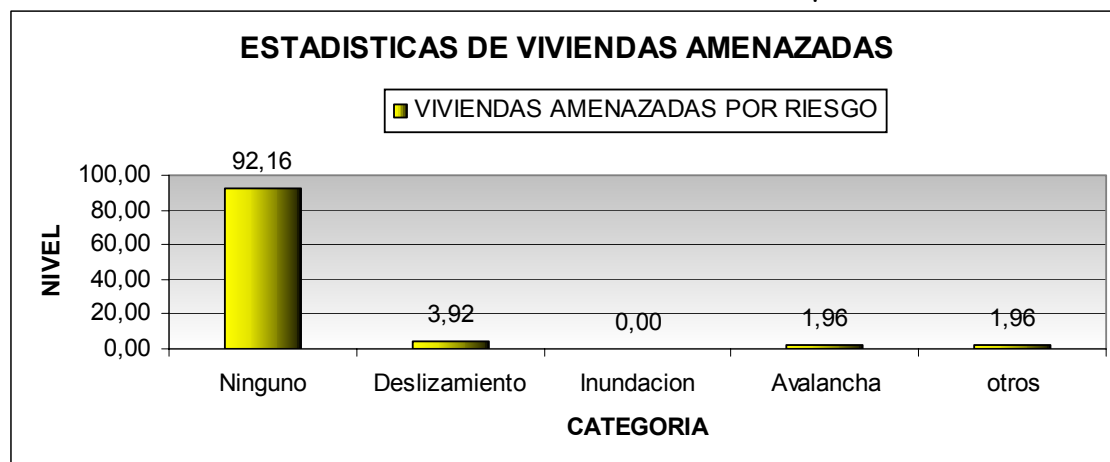 ESTADISTICAS DE VIVIENDAS AMENAZADAS
VIVIENDAS AMENAZADAS POR RIESGO
92,16
3,92
0,00
1,96
1,96
100,00
80,00
60,00
40,00
20,00
0,00
NIVEL
Ninguno
Deslizamiento
Inundacion
Avalancha
otros
CATEGORIA